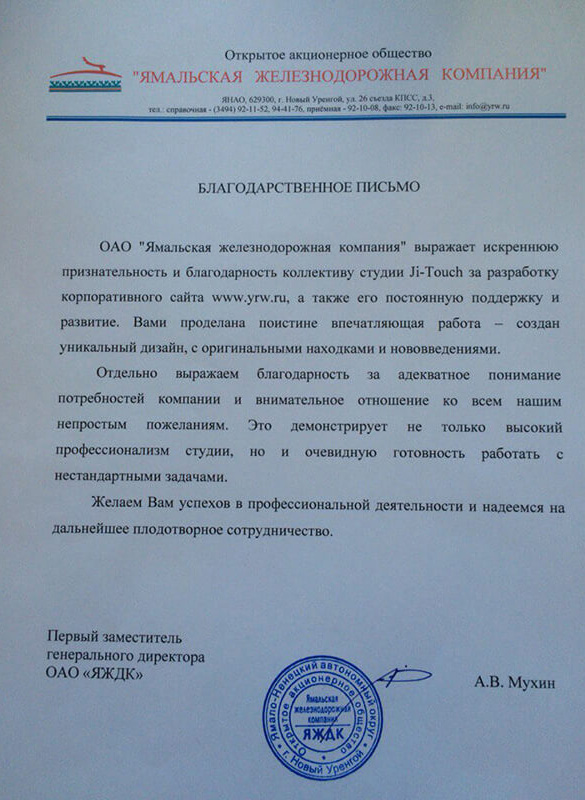 Открытое акционерное общество
"ЯМАЛЬСКАЯ ЖЕЛЕЗНОДОРОЖНАЯ КОМПАНИЯ"
ЯНАО, 629300, г. Новый Уренгой, ул. 26 съезда КПСС, д.3,
тел.: справочная - (3494) 92-11-52, 94-41-76, приёмная - 92-10-08, факс: 92-10-13, e-mail: info@yrw.ru
БЛАГОДАРСТВЕННОЕ ПИСЬМО
ОАО "Ямальская железнодорожная компания" выражает искреннюю
признательность и благодарность коллективу студии Ji-Touch за разработку
корпоративного сайта www.yrw.ru, а также его постоянную поддержку и
развитие. Вами проделана поистине впечатляющая работа – создан
уникальный дизайн, с оригинальными находками и нововведениями.
Отдельно выражаем благодарность за адекватное понимание
потребностей компании и внимательное отношение ко всем нашим
непростым пожеланиям. Это демонстрирует не только высокий
профессионализм студии, но и очевидную готовность работать с
нестандартными задачами.
Желаем Вам успехов в профессиональной деятельности и надеемся на
дальнейшее плодотворное сотрудничество.
Первый заместитель
генерального директора
ОАО «ЯЖДК»
А.В. Мухин
Ямало-Ненецкий автономный округ
г. Новый Уренгой
Открытое акционерное общество
Ямальская
железнодорожная
компания
ЯЖДК